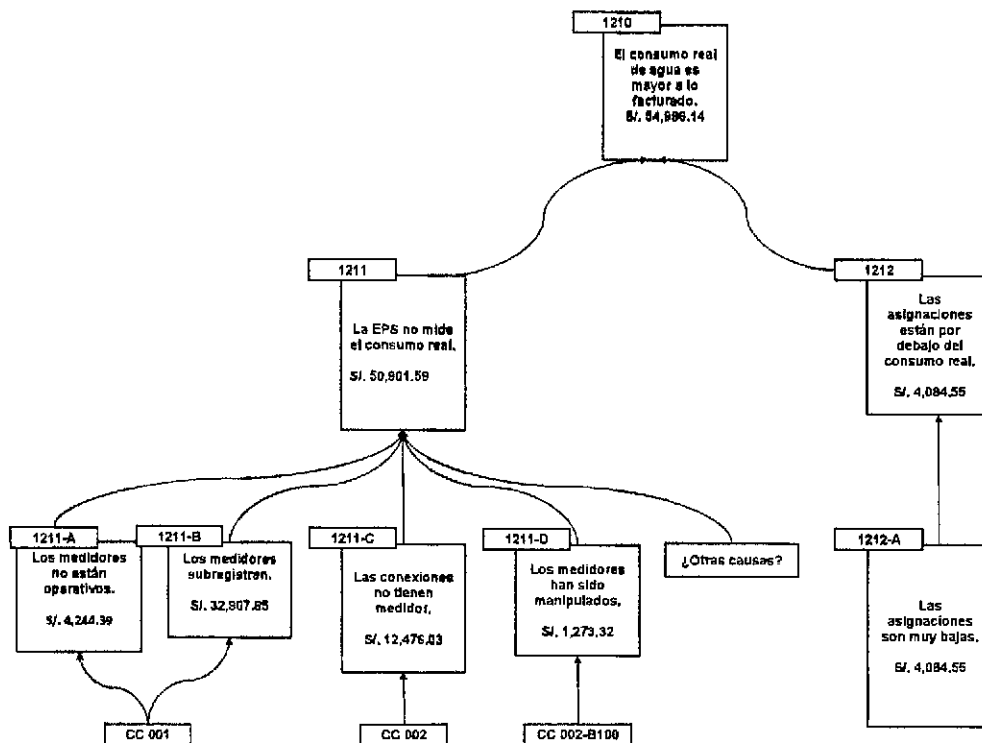 1210
El consumo real
de agua es
mayor a lo
facturado.
S/. 54,986.14
1211
La EPS no mide
el consumo real.
S/. 50,901.59
1212
Las
asignaciones
están por
debajo del
consumo real.
S/. 4,084.55
1211-A
Los medidores
no están
operativos.
S/. 4,244.39
1211-B
Los medidores
subregistran.
S/. 32,907.85
1211-C
Las conexiones
no tienen
medidor.
S/. 12,476.03
1211-D
Los medidores
han sido
manipulados.
S/. 1,273.32
¿Otras causas?
1212-A
Las
asignaciones
son muy bajas.
S/. 4,084.55
CC 001
CC 002
CC 002-B100